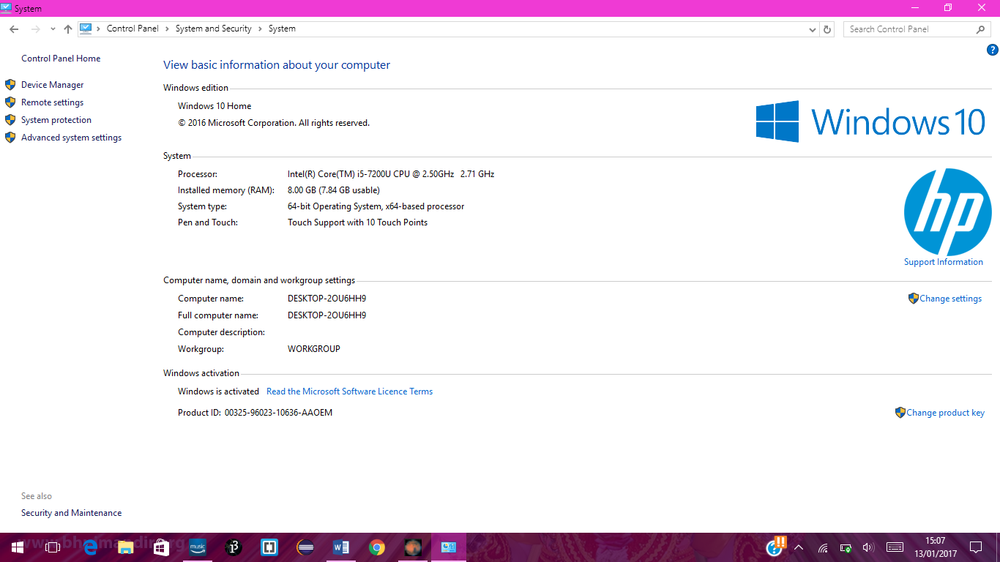 System
Control Panel > System and Security > System
Search Control Panel
Control Panel Home
Device Manager
Remote settings
System protection
Advanced system settings
View basic information about your computer
Windows edition
Windows 10 Home
© 2016 Microsoft Corporation. All rights reserved.
Windows 10
System
Processor: Intel(R) Core(TM) i5-7200U CPU @ 2.50GHz 2.71 GHz
Installed memory (RAM): 8.00 GB (7.84 GB usable)
System type: 64-bit Operating System, x64-based processor
Pen and Touch: Touch Support with 10 Touch Points
hp
Support Information
Computer name, domain and workgroup settings
Computer name: DESKTOP-2OU6HH9
Change settings
Full computer name: DESKTOP-2OU6HH9
Computer description:
Workgroup: WORKGROUP
Windows activation
Windows is activated Read the Microsoft Software Licence Terms
Product ID: 00325-96023-10636-AAOEM
Change product key
See also
Security and Maintenance
music
15:07
13/01/2017